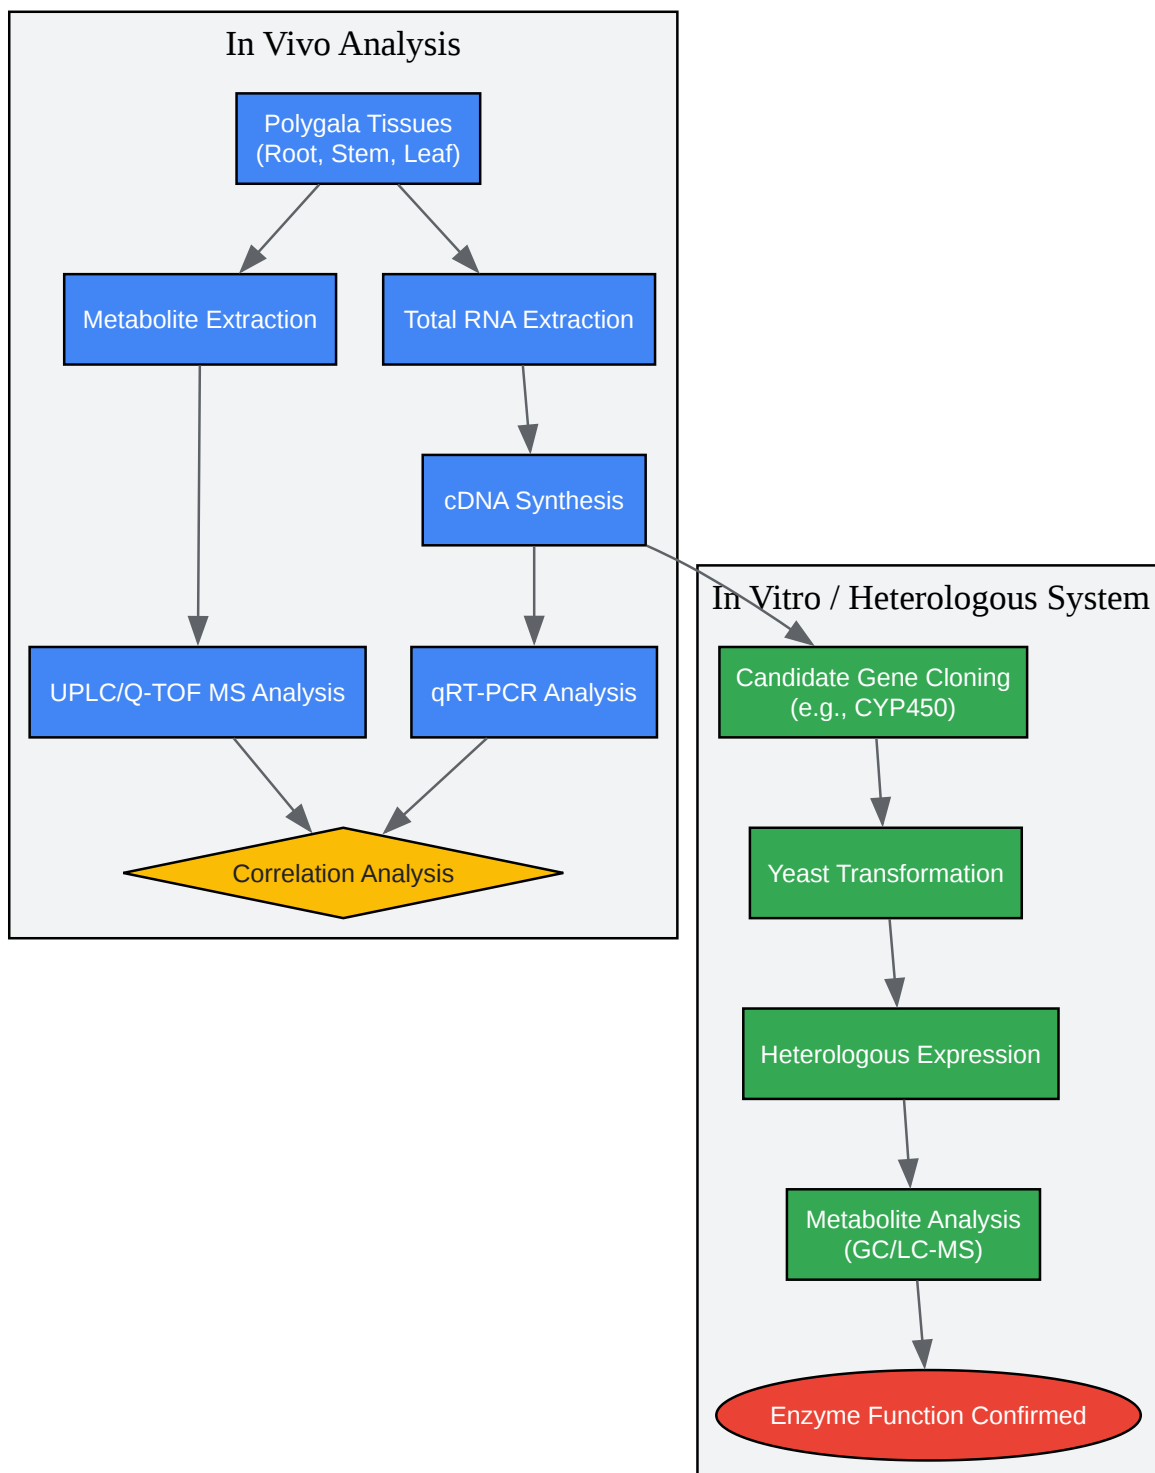 In Vivo Analysis
Polygala Tissues
(Root, Stem, Leaf)
Metabolite Extraction
Total RNA Extraction
cDNA Synthesis
UPLC/Q-TOF MS Analysis
qRT-PCR Analysis
Correlation Analysis
In Vitro / Heterologous System
Candidate Gene Cloning
(e.g., CYP450)
Yeast Transformation
Heterologous Expression
Metabolite Analysis
(GC/LC-MS)
Enzyme Function Confirmed